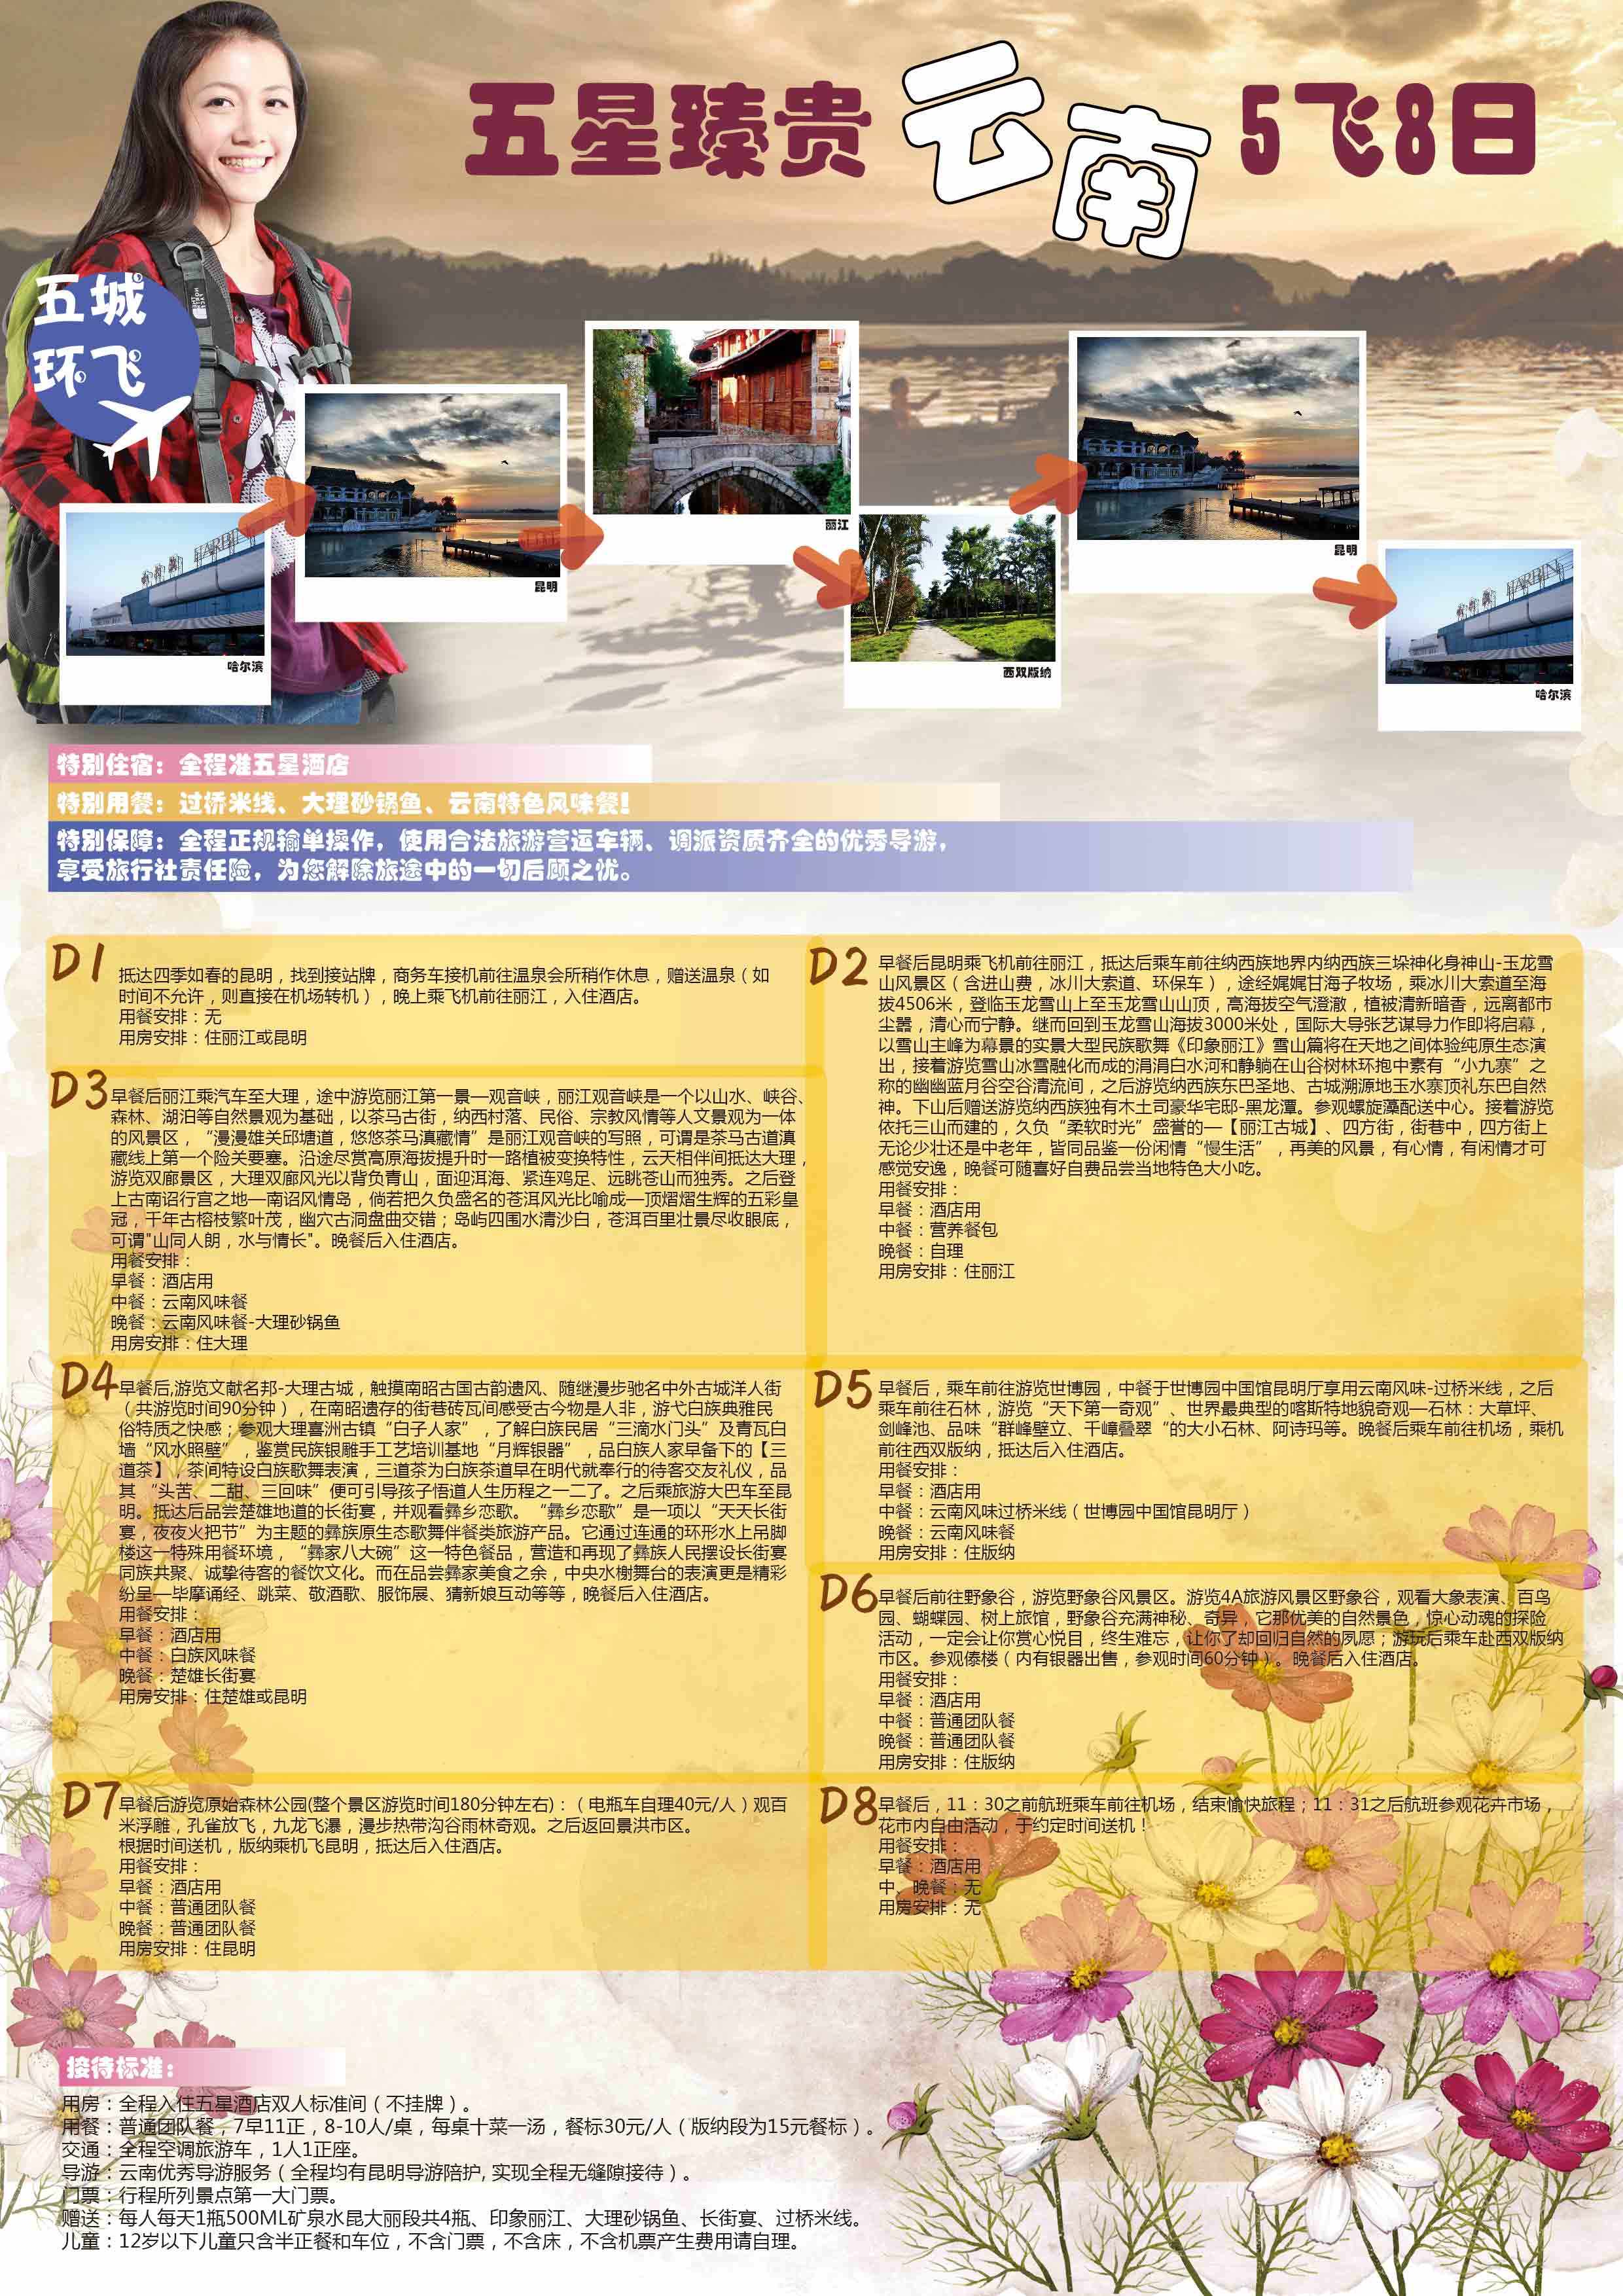 五星臻贵云南5飞8日
五城
环飞
HARBIN
哈尔滨
昆明
丽江
西双版纳
昆明
HARBIN
哈尔滨
特别住宿：全程准五星酒店
特别用餐：过桥米线、大理砂锅鱼、云南特色风味餐！
特别保障：全程正规输单操作，使用合法旅游营运车辆、调派资质齐全的优秀导游，
享受旅行社责任险，为您解除旅途中的一切后顾之忧。
D1
抵达四季如春的昆明，找到接站牌，商务车接机前往温泉会所稍作休息，赠送温泉（如
时间不允许，则直接在机场转机），晚上乘飞机前往丽江，入住酒店。
用餐安排：无
用房安排：住丽江或昆明
D2
早餐后昆明乘飞机前往丽江，抵达后乘车前往纳西族地界内纳西族三垛神化身神山-玉龙雪
山风景区（含进山费，冰川大索道、环保车），途经娓娓甘海子牧场，乘冰川大索道至海
拔4506米，登临玉龙雪山上至玉龙雪山山顶，高海拔空气澄澈，植被清新暗香，远离都市
尘嚣，清心而宁静。继而回到玉龙雪山海拔3000米处，国际大导张艺谋导力作即将启幕，
以雪山主峰为幕景的实景大型民族歌舞《印象丽江》雪山篇将在天地之间体验纯原生态演
出，接着游览雪山冰雪融化而成的涓涓白水河和静躺在山谷树林环抱中素有“小九寨”之
称的幽幽蓝月谷空谷清流间，之后游览纳西族东巴圣地、古城溯源地玉水寨顶礼东巴自然
神。下山后赠送游览纳西族独有木土司豪华宅邸-黑龙潭。参观螺旋藻配送中心。接着游览
依托三山而建的，久负“柔软时光”盛誉的—【丽江古城】、四方街，街巷中，四方街上
无论少壮还是中老年，皆同品鉴一份闲情“慢生活”，再美的风景，有心情，有闲情才可
感觉安逸，晚餐可随喜好自费品尝当地特色大小吃。
用餐安排：
早餐：酒店用
中餐：营养餐包
晚餐：自理
用房安排：住丽江
D3
早餐后丽江乘汽车至大理，途中游览丽江第一景—观音峡，丽江观音峡是一个以山水、峡谷、
森林、湖泊等自然景观为基础，以茶马古街，纳西村落、民俗、宗教风情等人文景观为一体
的风景区，“漫漫雄关邱塘道，悠悠茶马滇藏情”是丽江观音峡的写照，可谓是茶马古道滇
藏线上第一个险关要塞。沿途尽赏高原海拔提升时一路植被变换特性，云天相伴间抵达大理，
游览双廊景区，大理双廊风光以背负青山，面迎洱海、紧连鸡足、远眺苍山而独秀。之后登
上古南诏行宫之地—南诏风情岛，倘若把久负盛名的苍洱风光比喻成—顶熠熠生辉的五彩皇
冠，千年古榕枝繁叶茂，幽穴古洞盘曲交错；岛屿四围水清沙白，苍洱百里壮景尽收眼底，
可谓"山同人朗，水与情长"。晚餐后入住酒店。
用餐安排：
早餐：酒店用
中餐：云南风味餐
晚餐：云南风味餐-大理砂锅鱼
用房安排：住大理
D4
早餐后,游览文献名邦-大理古城，触摸南昭古国古韵遗风、随继漫步驰名中外古城洋人街
（共游览时间90分钟），在南昭遗存的街巷砖瓦间感受古今物是人非，游弋白族典雅民
俗特质之快感；参观大理喜洲古镇“白子人家”，了解白族民居“三滴水门头”及青瓦白
墙“风水照壁”，鉴赏民族银雕手工艺培训基地“月辉银器”，品白族人家早备下的【三
道茶】，茶间特设白族歌舞表演，三道茶为白族茶道早在明代就奉行的待客交友礼仪，品
其 “头苦、二甜、三回味”便可引导孩子悟道人生历程之一二了。之后乘旅游大巴车至昆
明。抵达后品尝楚雄地道的长街宴，并观看彝乡恋歌。“彝乡恋歌”是一项以“天天长街
宴，夜夜火把节”为主题的彝族原生态歌舞伴餐类旅游产品。它通过连通的环形水上吊脚
楼这一特殊用餐环境，“彝家八大碗”这一特色餐品，营造和再现了彝族人民摆设长街宴
同族共聚、诚挚待客的餐饮文化。而在品尝彝家美食之余，中央水榭舞台的表演更是精彩
纷呈—毕摩诵经、跳菜、敬酒歌、服饰展、猜新娘互动等等，晚餐后入住酒店。
用餐安排：
早餐：酒店用
中餐：白族风味餐
晚餐：楚雄长街宴
用房安排：住楚雄或昆明
D5
早餐后，乘车前往游览世博园，中餐于世博园中国馆昆明厅享用云南风味-过桥米线，之后
乘车前往石林，游览“天下第一奇观”、世界最典型的喀斯特地貌奇观—石林：大草坪、
剑峰池、品味“群峰壁立、千嶂叠翠 “的大小石林、阿诗玛等。晚餐后乘车前往机场，乘机
前往西双版纳，抵达后入住酒店。
用餐安排：
早餐：酒店用
中餐：云南风味过桥米线（世博园中国馆昆明厅）
晚餐：云南风味餐
用房安排：住版纳
D6
早餐后前往野象谷，游览野象谷风景区。游览4A旅游风景区野象谷，观看大象表演、百鸟
园、蝴蝶园、树上旅馆，野象谷充满神秘、奇异，它那优美的自然景色，惊心动魂的探险
活动，一定会让你赏心悦目，终生难忘，让你了却回归自然的夙愿；游玩后乘车赴西双版纳
市区。参观傣楼（内有银器出售，参观时间60分钟）。晚餐后入住酒店。
用餐安排：
早餐：酒店用
中餐：普通团队餐
晚餐：普通团队餐
用房安排：住版纳
D7
早餐后游览原始森林公园(整个景区游览时间180分钟左右)：（电瓶车自理40元/人）观百
米浮雕，孔雀放飞，九龙飞瀑，漫步热带沟谷雨林奇观。之后返回景洪市区。
根据时间送机，版纳乘机飞昆明，抵达后入住酒店。
用餐安排：
早餐：酒店用
中餐：普通团队餐
晚餐：普通团队餐
用房安排：住昆明
D8
早餐后，11：30之前航班乘车前往机场，结束愉快旅程；11：31之后航班参观花卉市场，
花市内自由活动，于约定时间送机！
用餐安排：
早餐：酒店用
中、晚餐：无
用房安排：无
接待标准：
用房：全程入住五星酒店双人标准间（不挂牌）。
用餐：普通团队餐，7早11正，8-10人/桌，每桌十菜一汤，餐标30元/人（版纳段为15元餐标）。
交通：全程空调旅游车，1人1正座。
导游：云南优秀导游服务（全程均有昆明导游陪护, 实现全程无缝隙接待）。
门票：行程所列景点第一大门票。
赠送：每人每天1瓶500ML矿泉水昆大丽段共4瓶、印象丽江、大理砂锅鱼、长街宴、过桥米线。
儿童：12岁以下儿童只含半正餐和车位，不含门票，不含床，不含机票产生费用请自理。